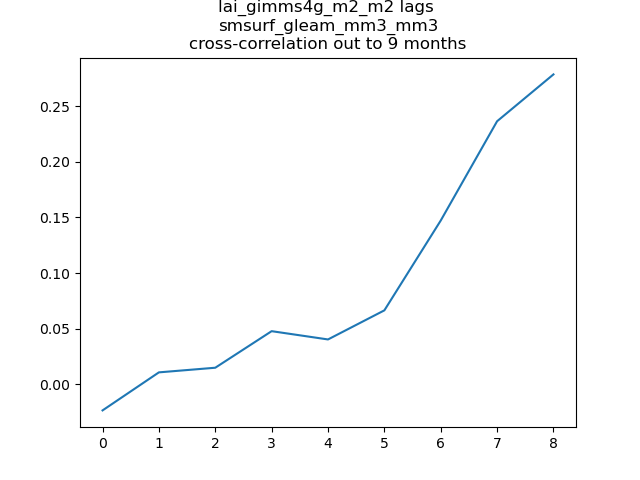 lai_gimms4g_m2_m2 lags
smsurf_gleam_mm3_mm3
cross-correlation out to 9 months
0.25
0.20
0.15
0.10
0.05
0.00
0 1 2 3 4 5 6 7 8